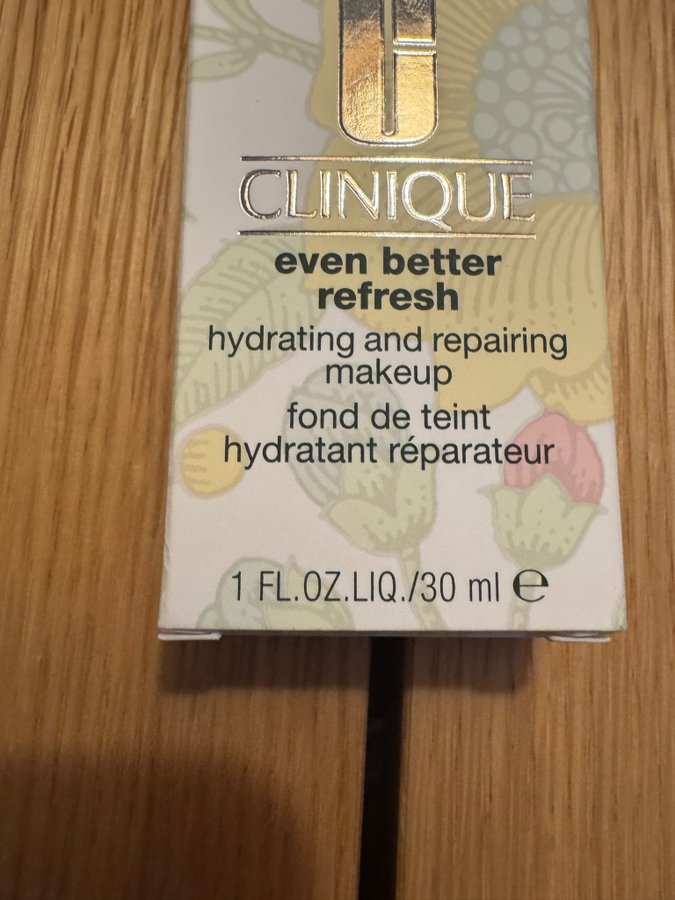 CLINIQUE
even better
refresh
hydrating and repairing
makeup
fond de teint
hydratant réparateur
1 FL.OZ.LIQ./30 ml ℮